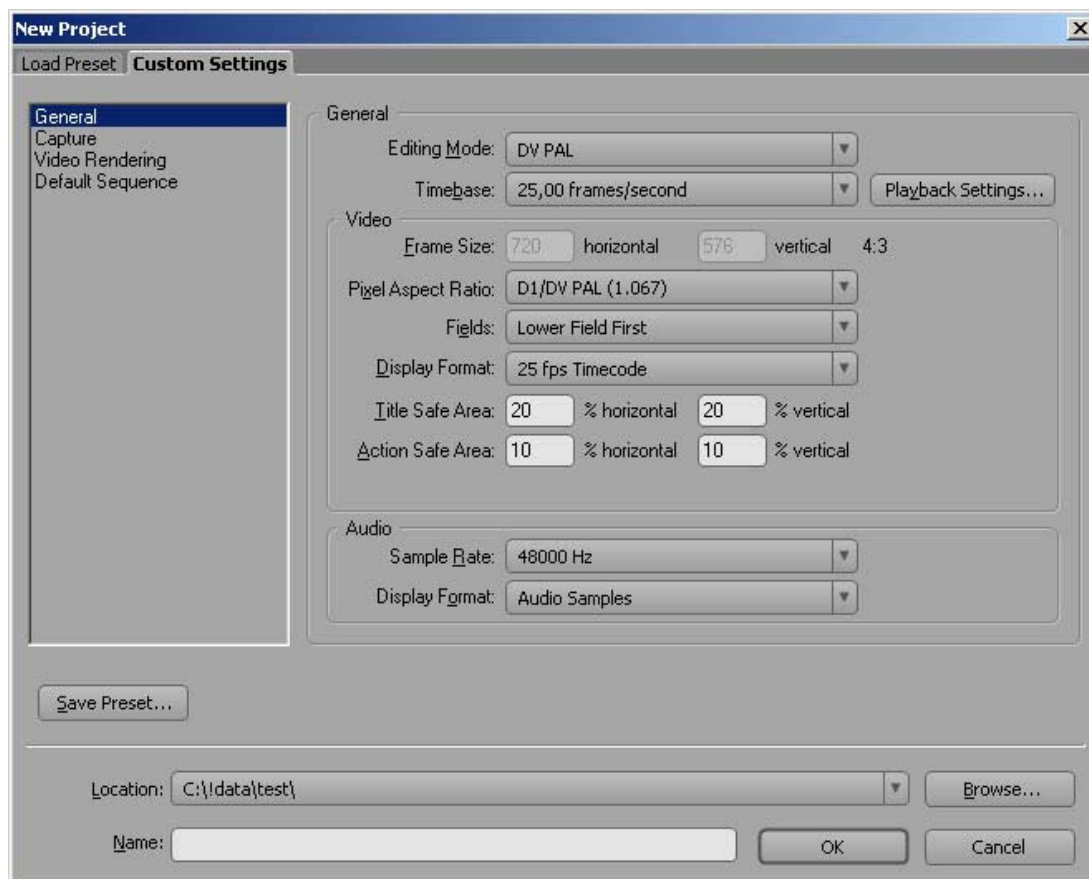 New Project
Load Preset Custom Settings
General
Capture
Video Rendering
Default Sequence
General
Editing Mode: DV PAL
Timebase: 25,00 frames/second Playback Settings...
Video
Frame Size: 720 horizontal 576 vertical 4:3
Pixel Aspect Ratio: D1/DV PAL (1.067)
Fields: Lower Field First
Display Format: 25 fps Timecode
Title Safe Area: 20 % horizontal 20 % vertical
Action Safe Area: 10 % horizontal 10 % vertical
Audio
Sample Rate: 48000 Hz
Display Format: Audio Samples
Save Preset...
Location: C:\!data\test\ Browse...
Name: OK Cancel